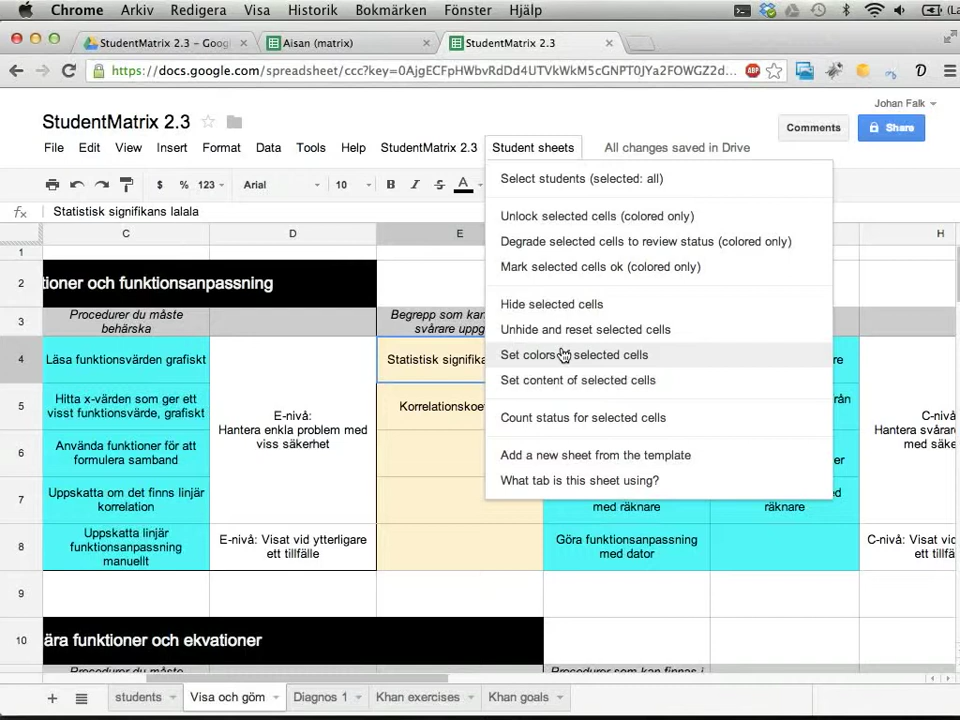 Chrome Arkiv Redigera Visa Historik Bokmärken Fönster Hjälp
StudentMatrix 2.3 – Goo
Aisan (matrix)
StudentMatrix 2.3
https://docs.google.com/spreadsheet/ccc?key=0AjgECFpHWbvRdDd4UTVkWkM5cGNPT0JYa2FOWGZ2d...
ABP
Johan Falk
StudentMatrix 2.3
Comments
Share
File Edit View Insert Format Data Tools Help StudentMatrix 2.3 Student sheets All changes saved in Drive
$ % 123 Arial 10 B I S A
fx Statistisk signifikans lalala
C D E H
1
2 tioner och funktionsanpassning
3 Procedurer du måste
behärska
Begrepp som kan
svårare uppg
4 Läsa funktionsvärden grafiskt
Statistisk signifika
re
5 Hitta x-värden som ger ett
visst funktionsvärde, grafiskt
E-nivå:
Hantera enkla problem med
viss säkerhet
Korrelationskoe
från
C-nivå
Hantera svårar
med säke
6 Använda funktioner för att
formulera samband
er
7 Uppskatta om det finns linjär
korrelation
med räknare
d
räknare
8 Uppskatta linjär
funktionsanpassning
manuellt
E-nivå: Visat vid ytterligare
ett tillfälle
Göra funktionsanpassning
med dator
C-nivå: Visat vid
ett tillfä
9
10 ära funktioner och ekvationer
Procedurer du måste
Procedurer som kan finnas i
Select students (selected: all)
Unlock selected cells (colored only)
Degrade selected cells to review status (colored only)
Mark selected cells ok (colored only)
Hide selected cells
Unhide and reset selected cells
Set colors selected cells
Set content of selected cells
Count status for selected cells
Add a new sheet from the template
What tab is this sheet using?
students Visa och göm Diagnos 1 Khan exercises Khan goals